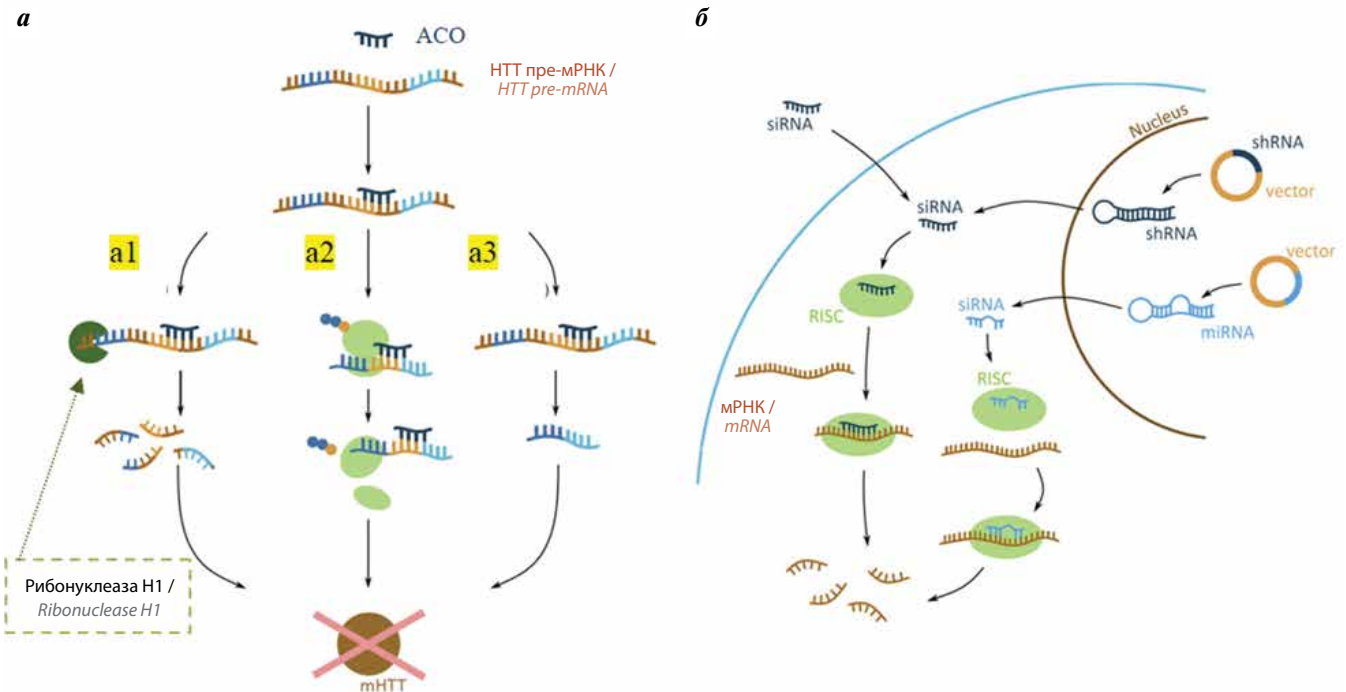 а
АСО
НТТ пре-мРНК /
HTT pre-mRNA
a1
a2
a3
Рибонуклеаза H1 /
Ribonuclease H1
mHTT
б
siRNA
Nucleus
shRNA
vector
siRNA
shRNA
vector
RISC
siRNA
miRNA
RISC
мРНК /
mRNA